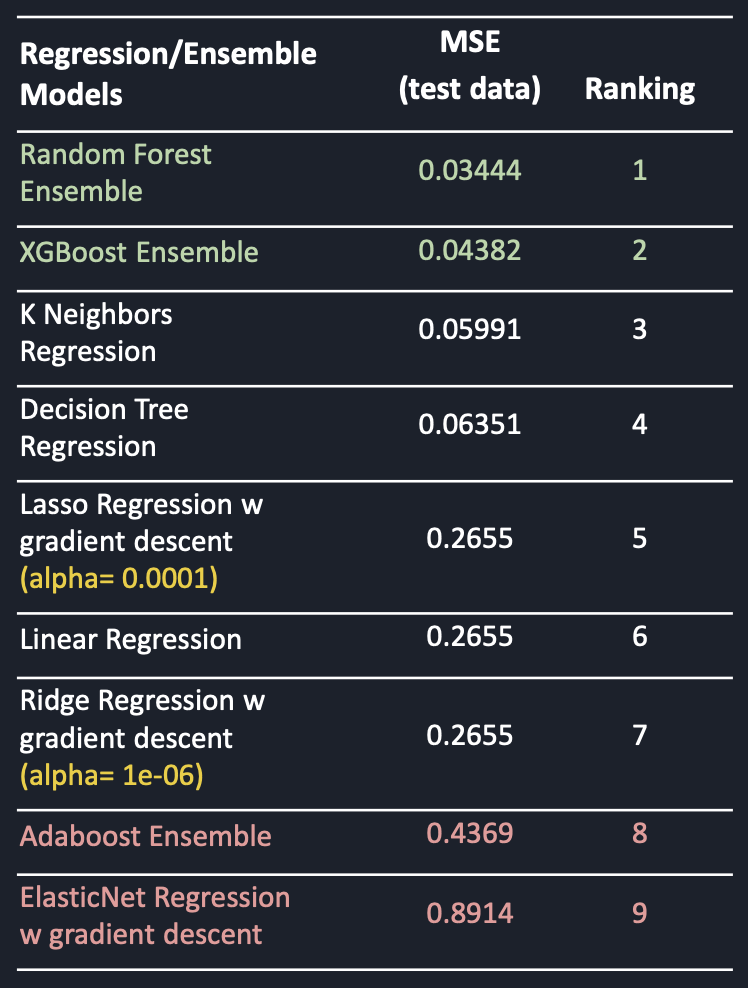 Regression/Ensemble Models MSE (test data) Ranking
Random Forest Ensemble 0.03444 1
XGBoost Ensemble 0.04382 2
K Neighbors Regression 0.05991 3
Decision Tree Regression 0.06351 4
Lasso Regression w gradient descent (alpha= 0.0001) 0.2655 5
Linear Regression 0.2655 6
Ridge Regression w gradient descent (alpha= 1e-06) 0.2655 7
Adaboost Ensemble 0.4369 8
ElasticNet Regression w gradient descent 0.8914 9